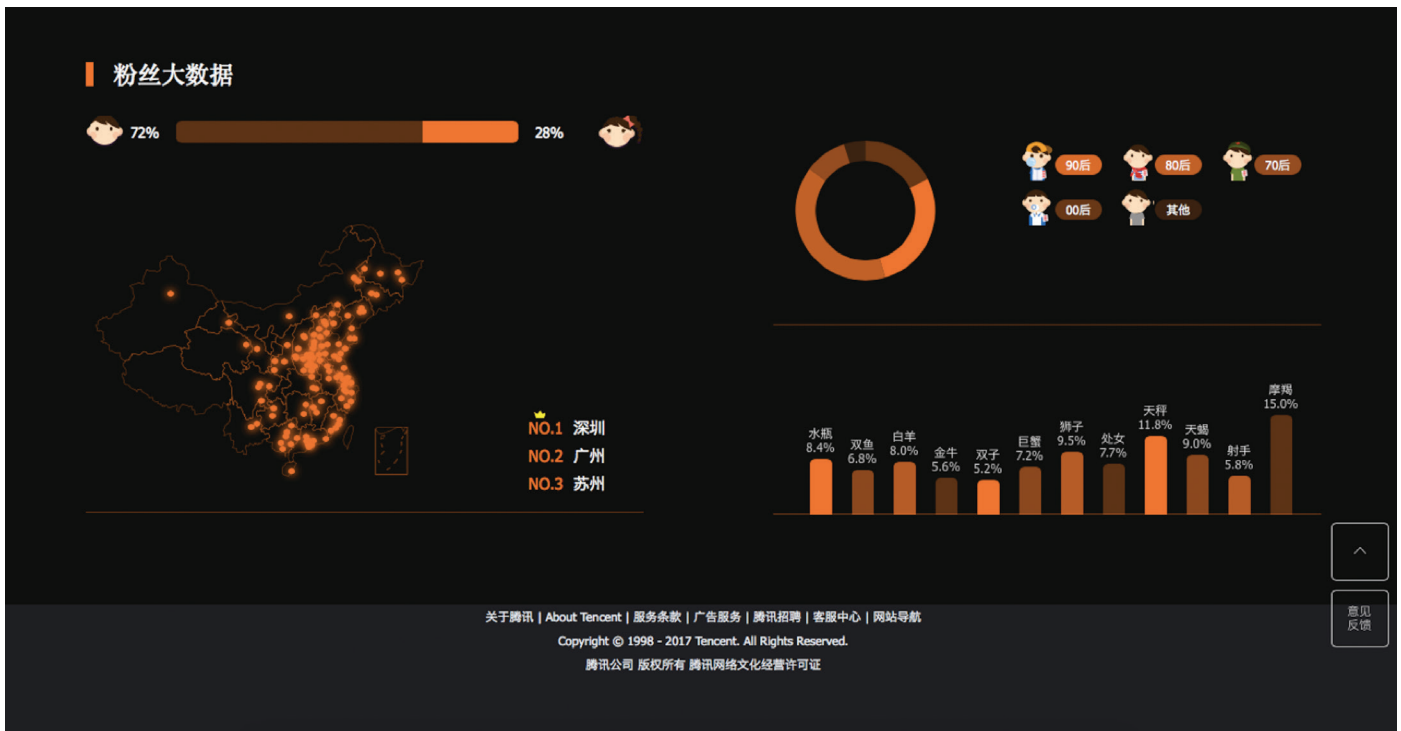 粉丝大数据
72%
28%
90后
80后
70后
00后
其他
NO.1 深圳
NO.2 广州
NO.3 苏州
水瓶
8.4%
双鱼
6.8%
白羊
8.0%
金牛
5.6%
双子
5.2%
巨蟹
7.2%
狮子
9.5%
处女
7.7%
天秤
11.8%
天蝎
9.0%
射手
5.8%
摩羯
15.0%
意见
反馈
关于腾讯 | About Tencent | 服务条款 | 广告服务 | 腾讯招聘 | 客服中心 | 网站导航
Copyright © 1998 - 2017 Tencent. All Rights Reserved.
腾讯公司 版权所有 腾讯网络文化经营许可证